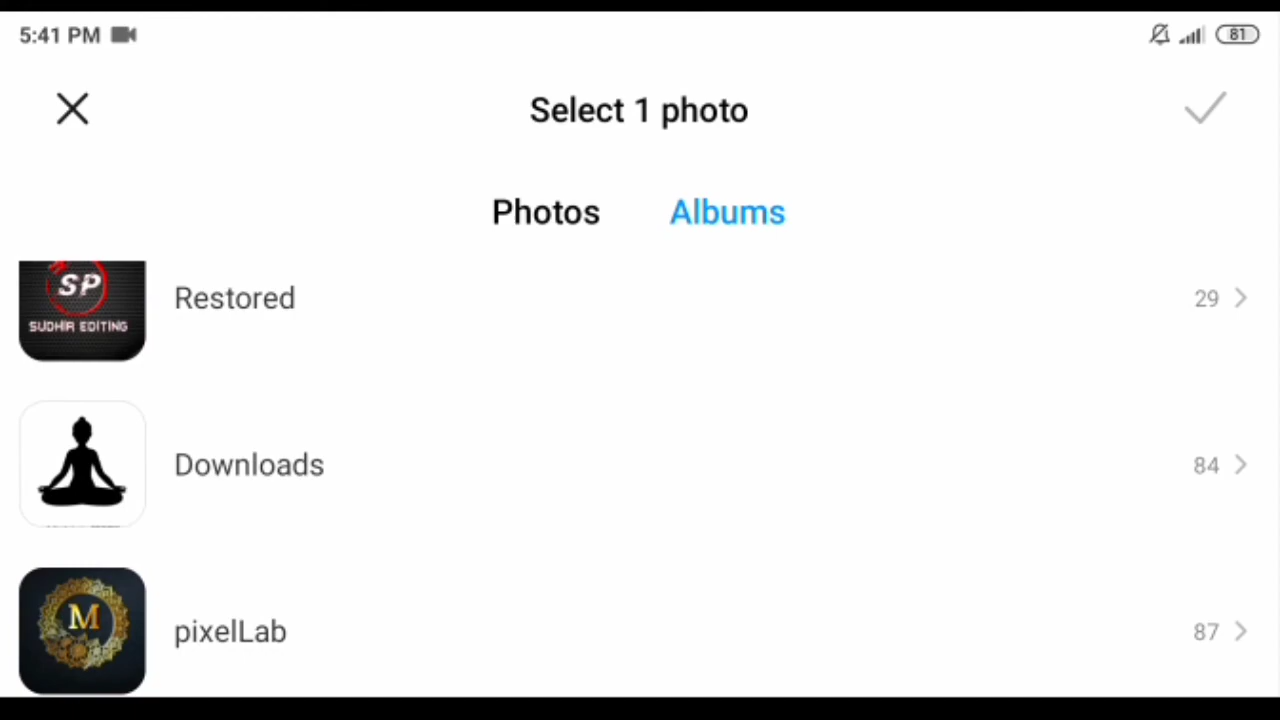 5:41 PM
81
Select 1 photo
Photos
Albums
SP
SUDHIR EDITING
Restored
29
Downloads
84
M
pixelLab
87